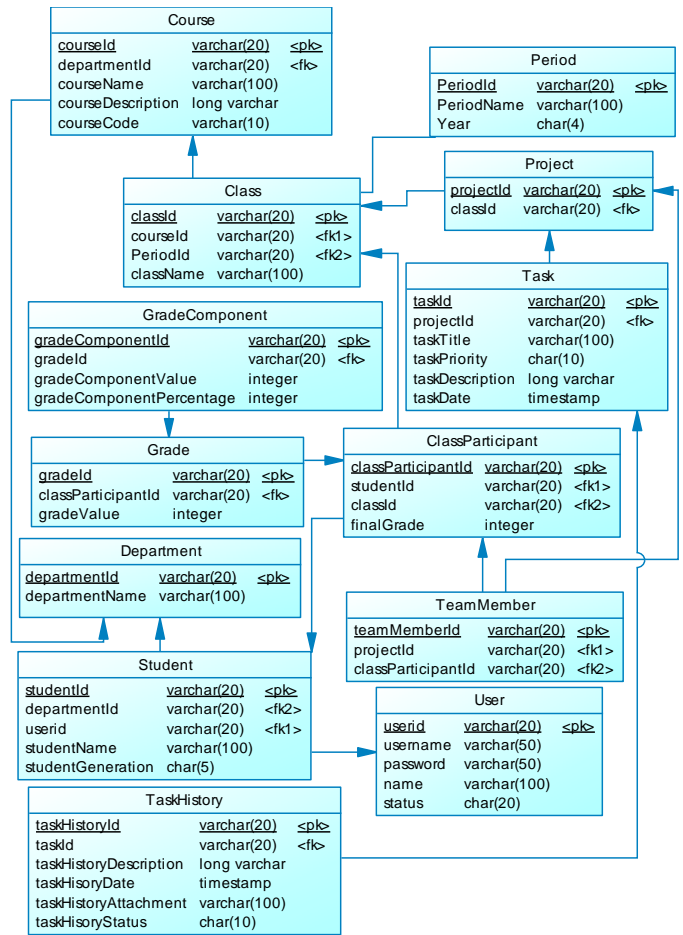 Course
courseId varchar(20) <pk>
departmentId varchar(20) <fk>
courseName varchar(100)
courseDescription long varchar
courseCode varchar(10)
Period
PeriodId varchar(20) <pk>
PeriodName varchar(100)
Year char(4)
Project
projectId varchar(20) <pk>
classId varchar(20) <fk>
Class
classId varchar(20) <pk>
courseId varchar(20) <fk1>
PeriodId varchar(20) <fk2>
className varchar(100)
Task
taskId varchar(20) <pk>
projectId varchar(20) <fk>
taskTitle varchar(100)
taskPriority char(10)
taskDescription long varchar
taskDate timestamp
GradeComponent
gradeComponentId varchar(20) <pk>
gradeId varchar(20) <fk>
gradeComponentValue integer
gradeComponentPercentage integer
Grade
gradeId varchar(20) <pk>
classParticipantId varchar(20) <fk>
gradeValue integer
ClassParticipant
classParticipantId varchar(20) <pk>
studentId varchar(20) <fk1>
classId varchar(20) <fk2>
finalGrade integer
Department
departmentId varchar(20) <pk>
departmentName varchar(100)
TeamMember
teamMemberId varchar(20) <pk>
projectId varchar(20) <fk1>
classParticipantId varchar(20) <fk2>
Student
studentId varchar(20) <pk>
departmentId varchar(20) <fk2>
userid varchar(20) <fk1>
studentName varchar(100)
studentGeneration char(5)
User
userid varchar(20) <pk>
username varchar(50)
password varchar(50)
name varchar(100)
status char(20)
TaskHistory
taskHistoryId varchar(20) <pk>
taskId varchar(20) <fk>
taskHistoryDescription long varchar
taskHisoryDate timestamp
taskHisoryAttachment varchar(100)
taskHisoryStatus char(10)